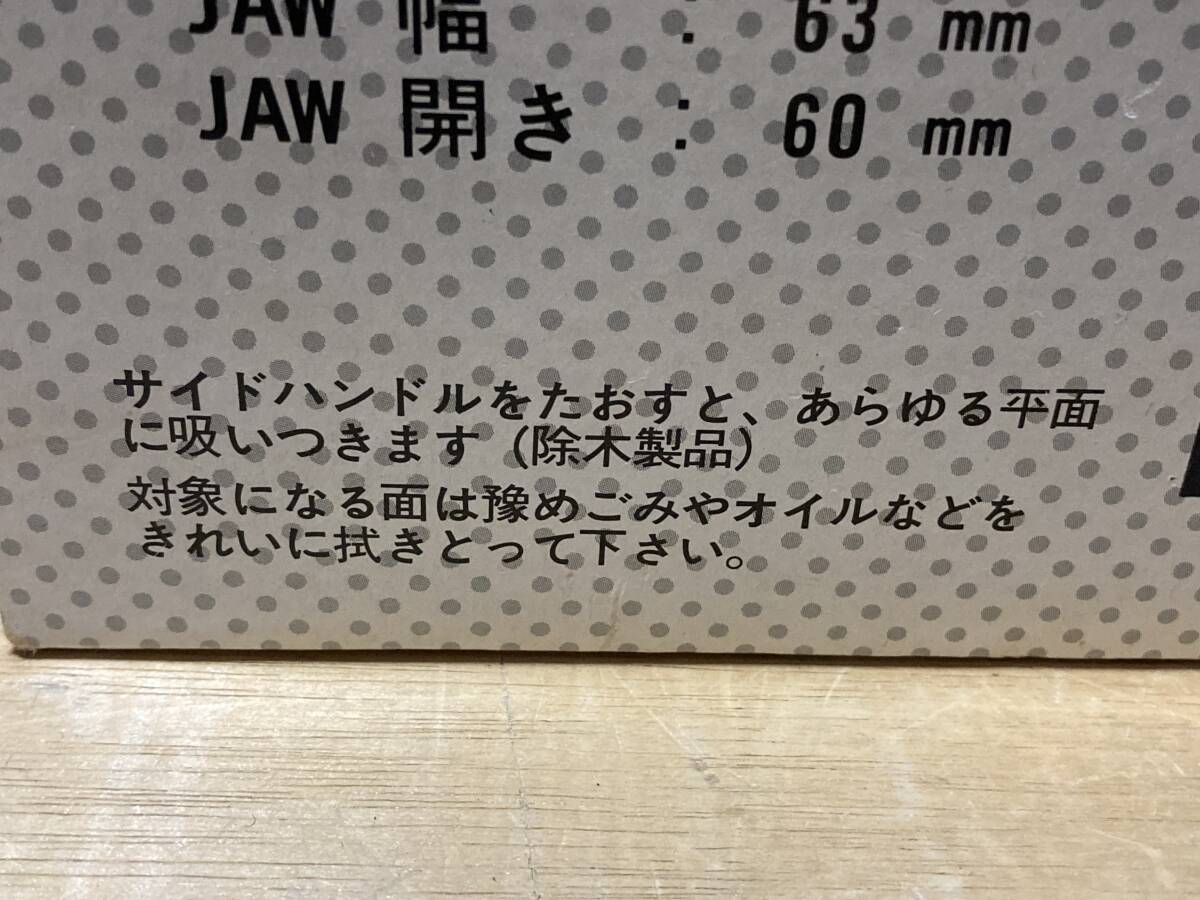 JAW 幅 : 63 mm
JAW 開き : 60 mm
サイドハンドルをたおすと、あらゆる平面
に吸いつきます (除木製品)
対象になる面は豫めごみやオイルなどを
きれいに拭きとって下さい。